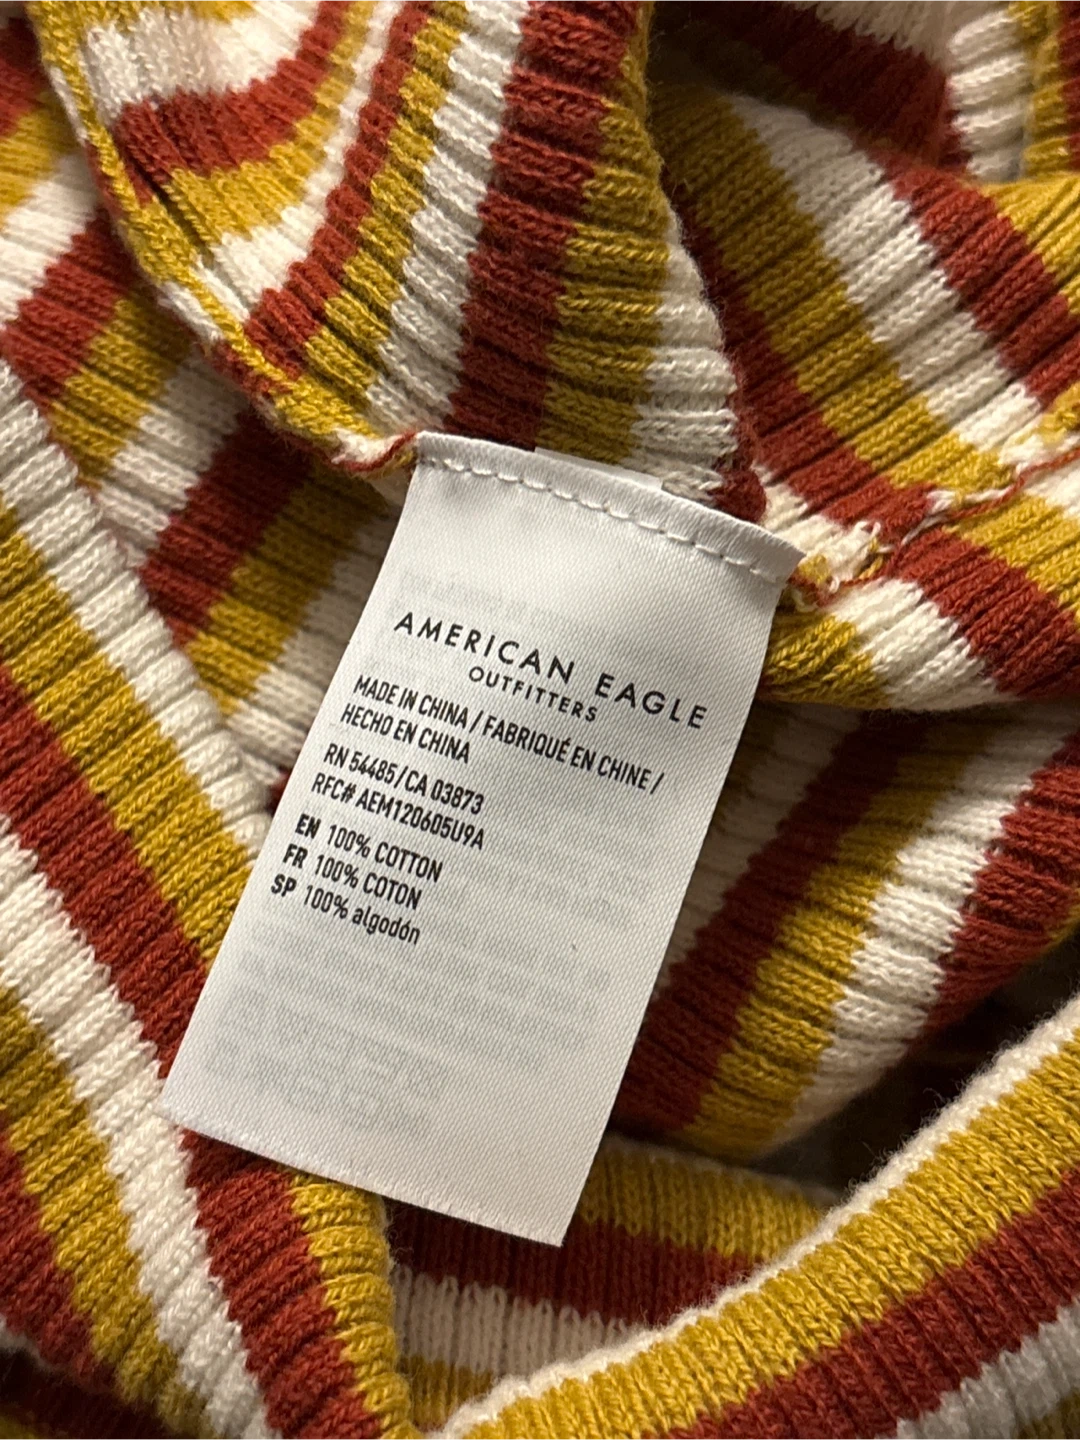 AMERICAN EAGLE
OUTFITTERS
MADE IN CHINA / FABRIQUÉ EN CHINE /
HECHO EN CHINA
RN 54485/CA 03873
RFC# AEM120605U9A
EN 100% COTTON
FR 100% COTON
SP 100% algodón